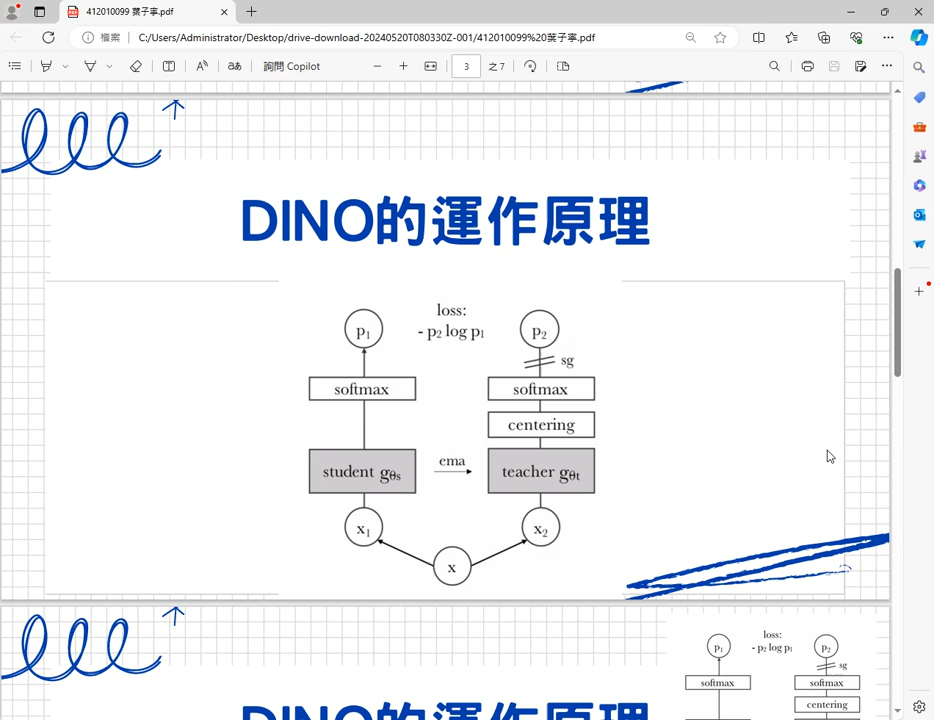 412010099 葉子寧.pdf
檔案
C:/Users/Administrator/Desktop/drive-download-20240520T080330Z-001/412010099%20葉子寧.pdf
詢問 Copilot
3
之 7
DINO的運作原理
loss:
p1
- p2 log p1
p2
sg
softmax
softmax
centering
student gθs
ema
teacher gθt
x1
x2
x
loss:
p1
- p2 log p1
p2
sg
softmax
softmax
centering
DINO的運作原理